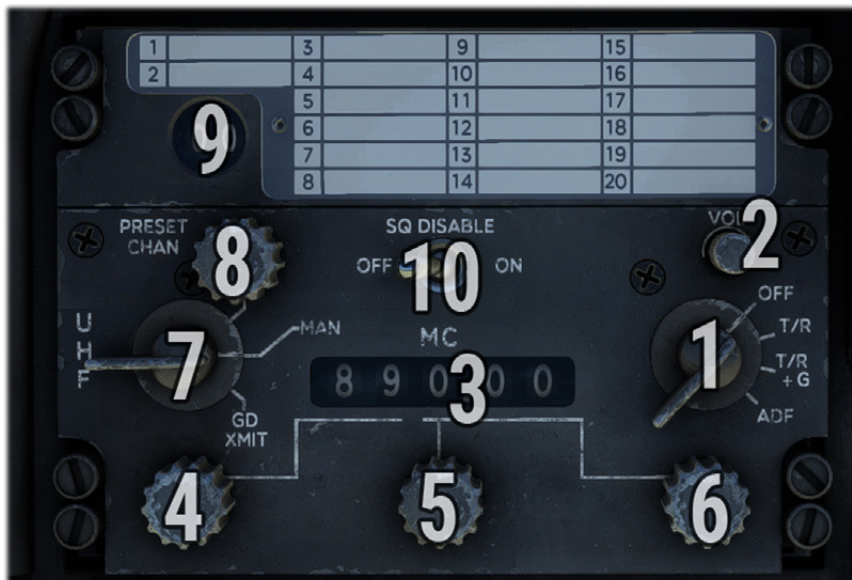 1 3 9 15
2 4 10 16
5 11 17
6 12 18
7 13 19
8 14 20
9
PRESET
CHAN
8
SQ DISABLE
OFF 10 ON
VOL
2
UHF
7
MAN
GD
XMIT
MC
8 9 0 0 0
3
1
OFF
T/R
T/R
+G
ADF
4
5
6